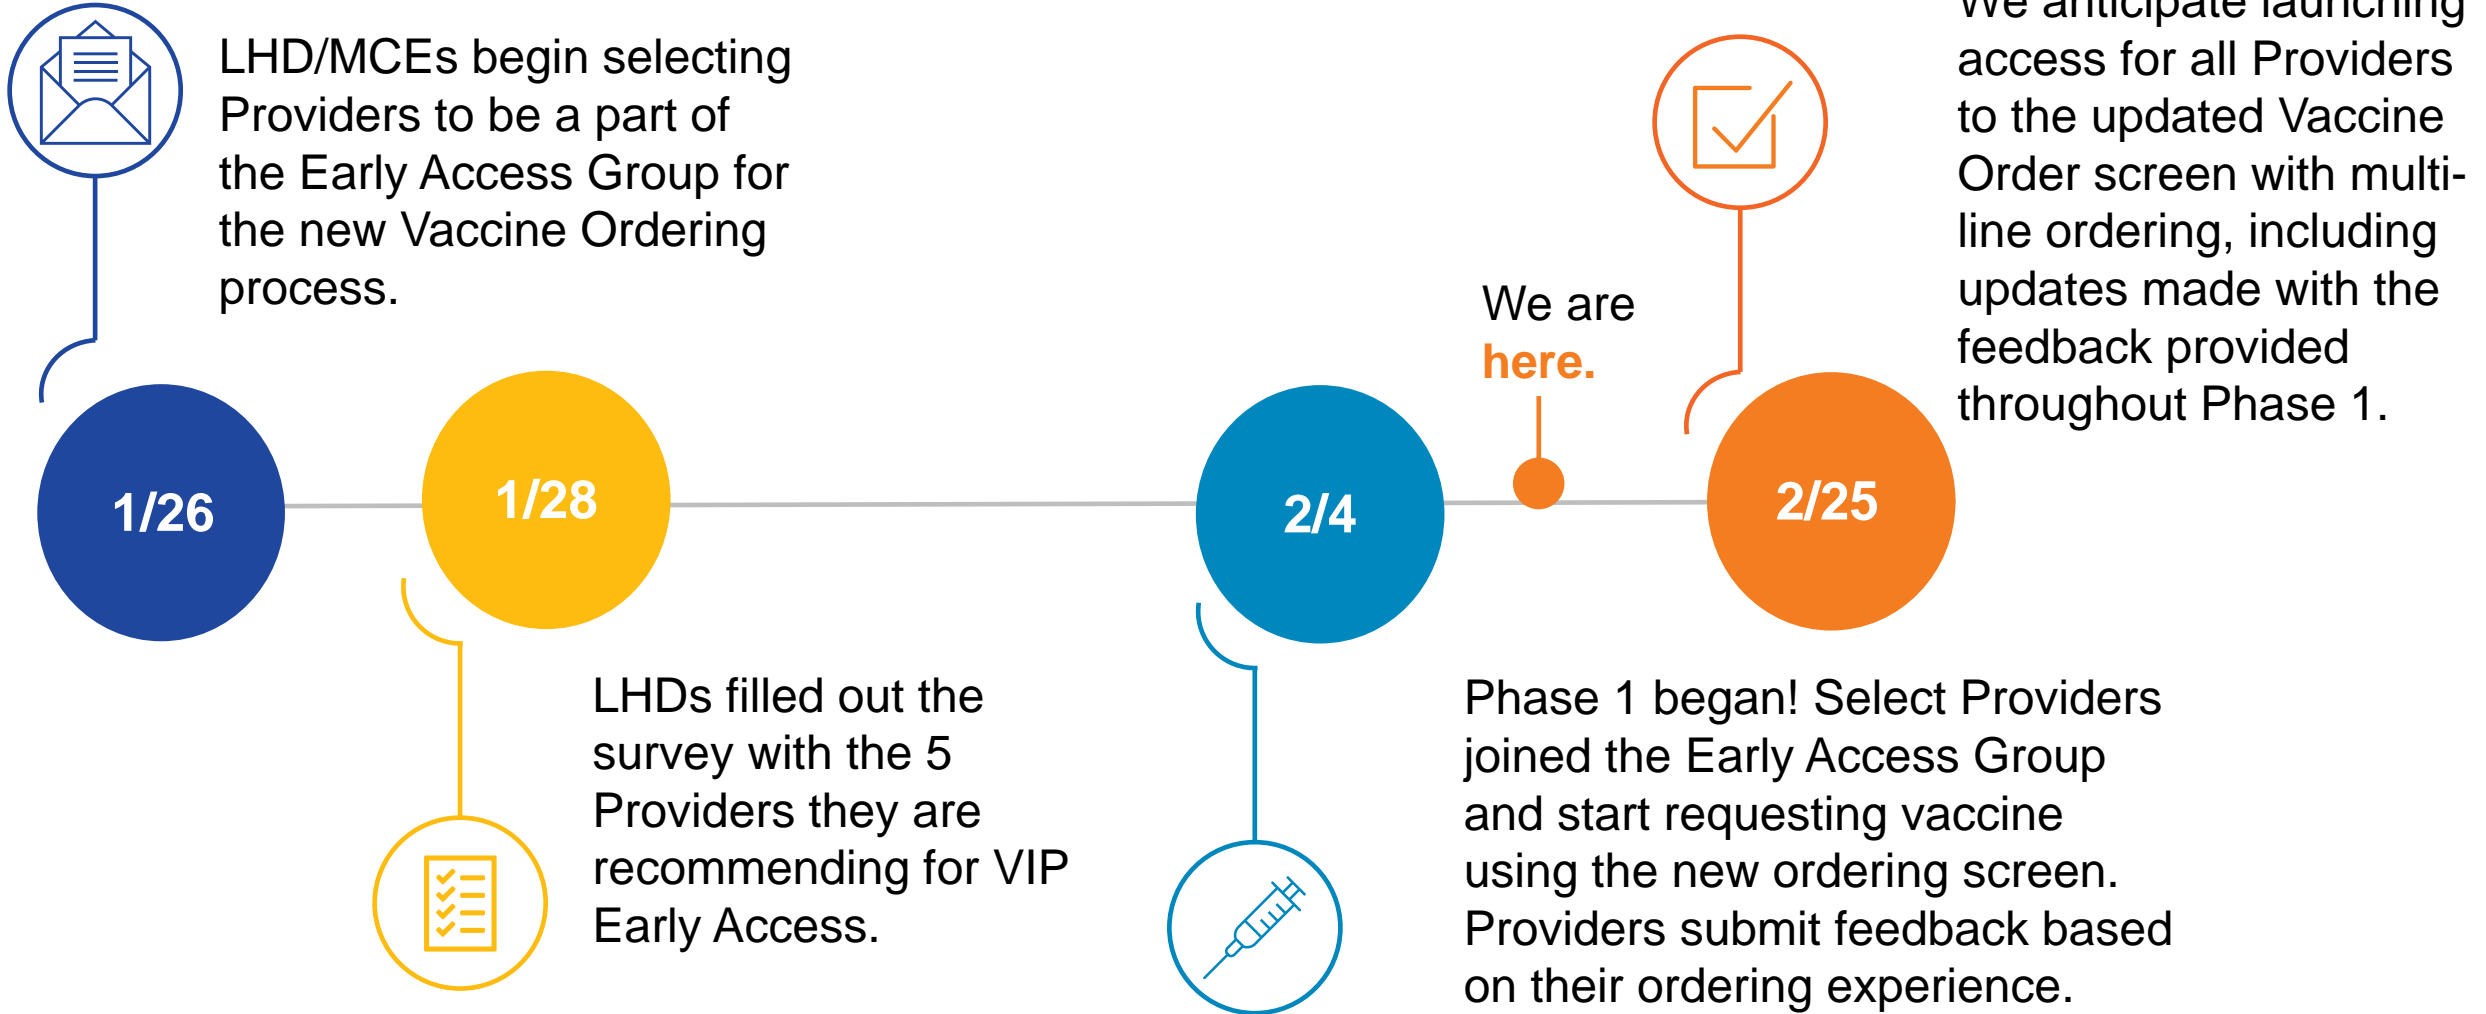 LHD/MCEs begin selecting
Providers to be a part of
the Early Access Group for
the new Vaccine Ordering
process.
We anticipate launching
access for all Providers
to the updated Vaccine
Order screen with multi-
line ordering, including
updates made with the
feedback provided
throughout Phase 1.
We are
here.
1/26
1/28
2/4
2/25
LHDs filled out the
survey with the 5
Providers they are
recommending for VIP
Early Access.
Phase 1 began! Select Providers
joined the Early Access Group
and start requesting vaccine
using the new ordering screen.
Providers submit feedback based
on their ordering experience.